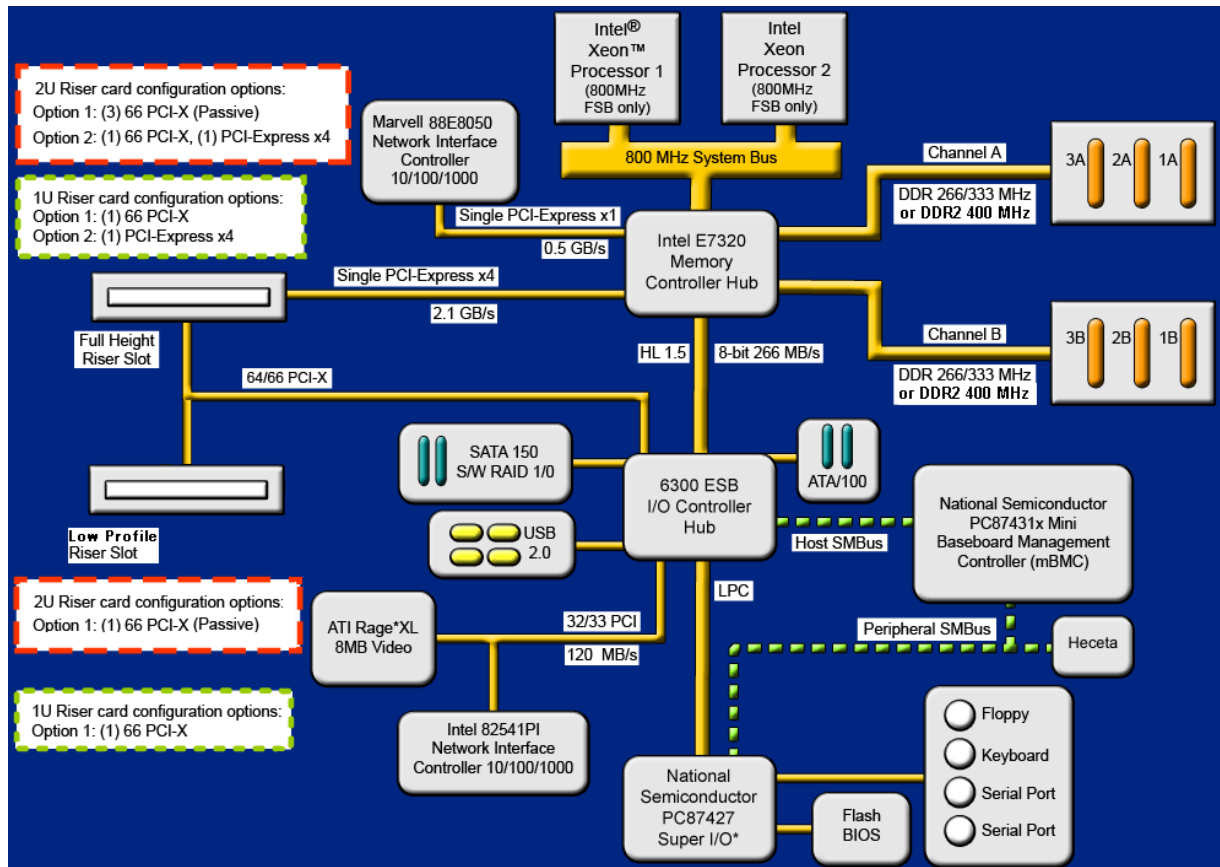 Intel®
Xeon™
Processor 1
(800MHz
FSB only)
Intel
Xeon
Processor 2
(800MHz
FSB only)
2U Riser card configuration options:
Option 1: (3) 66 PCI-X (Passive)
Option 2: (1) 66 PCI-X, (1) PCI-Express x4
Marvell 88E8050
Network Interface
Controller
10/100/1000
800 MHz System Bus
Channel A
3A 2A 1A
DDR 266/333 MHz
or DDR2 400 MHz
1U Riser card configuration options:
Option 1: (1) 66 PCI-X
Option 2: (1) PCI-Express x4
Single PCI-Express x1
0.5 GB/s
Intel E7320
Memory
Controller Hub
Single PCI-Express x4
2.1 GB/s
Full Height
Riser Slot
HL 1.5
8-bit 266 MB/s
Channel B
3B 2B 1B
DDR 266/333 MHz
or DDR2 400 MHz
64/66 PCI-X
SATA 150
S/W RAID 1/0
ATA/100
6300 ESB
I/O Controller
Hub
USB
2.0
Low Profile
Riser Slot
Host SMBus
National Semiconductor
PC87431x Mini
Baseboard Management
Controller (mBMC)
LPC
2U Riser card configuration options:
Option 1: (1) 66 PCI-X (Passive)
ATI Rage*XL
8MB Video
32/33 PCI
120 MB/s
Peripheral SMBus
Heceta
1U Riser card configuration options:
Option 1: (1) 66 PCI-X
Intel 82541PI
Network Interface
Controller 10/100/1000
National
Semiconductor
PC87427
Super I/O*
Flash
BIOS
Floppy
Keyboard
Serial Port
Serial Port